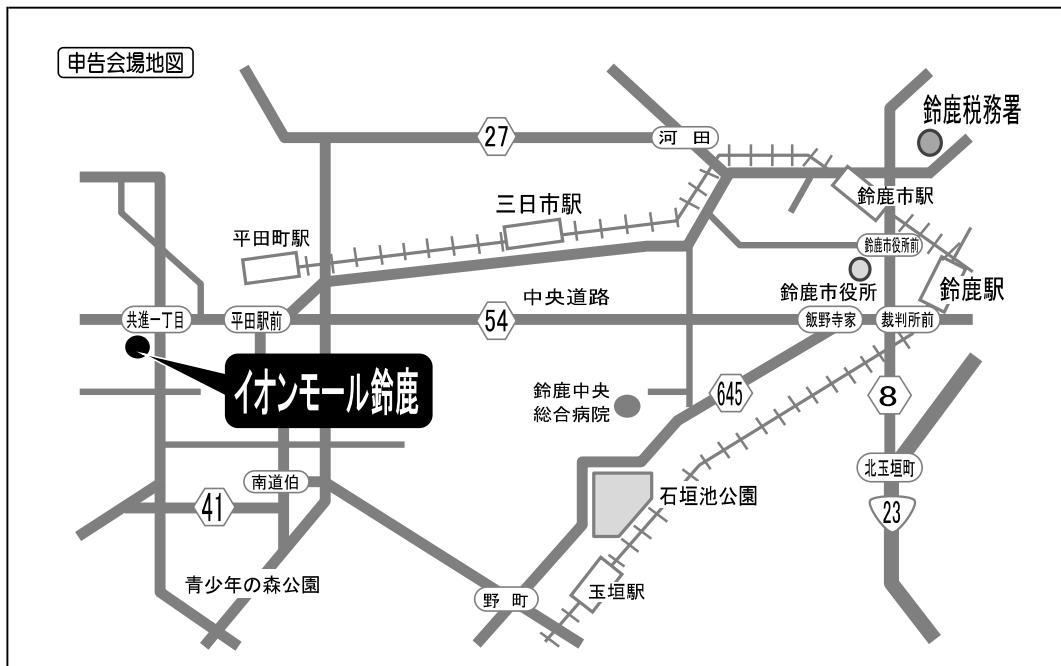 申告会場地図
鈴鹿税務署
27
河田
三日市駅
鈴鹿市駅
平田町駅
鈴鹿市役所前
鈴鹿市役所
鈴鹿駅
中央道路
共進一丁目
平田駅前
54
飯野寺家
裁判所前
イオンモール鈴鹿
鈴鹿中央
総合病院
645
8
北玉垣町
南道伯
41
石垣池公園
23
青少年の森公園
野町
玉垣駅